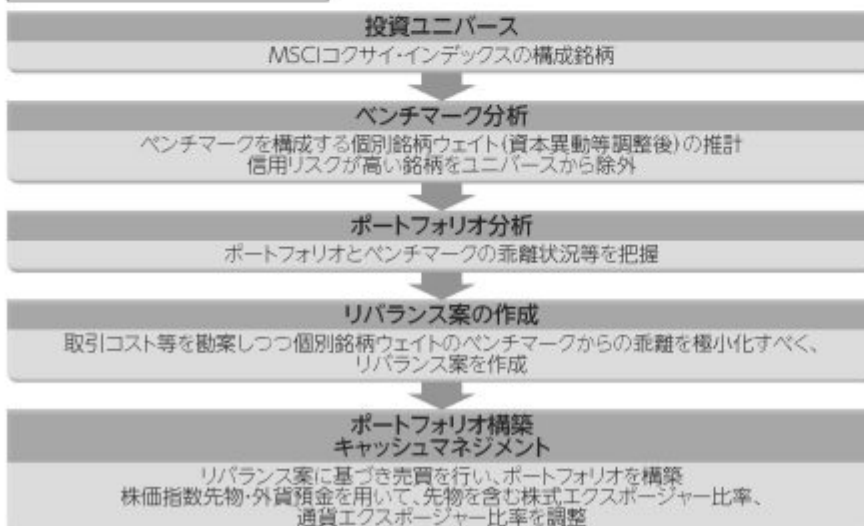 投資ユニバース
MSCIコクサイ・インデックスの構成銘柄
ベンチマーク分析
ベンチマークを構成する個別銘柄ウェイト(資本異動等調整後)の推計
信用リスクが高い銘柄をユニバースから除外
ポートフォリオ分析
ポートフォリオとベンチマークの乖離状況等を把握
リバランス案の作成
取引コスト等を勘案しつつ個別銘柄ウェイトのベンチマークからの乖離を極小化すべく、
リバランス案を作成
ポートフォリオ構築
キャッシュマネジメント
リバランス案に基づき売買を行い、ポートフォリオを構築
株価指数先物・外貨預金を用いて、先物を含む株式エクスポージャー比率、
通貨エクスポージャー比率を調整